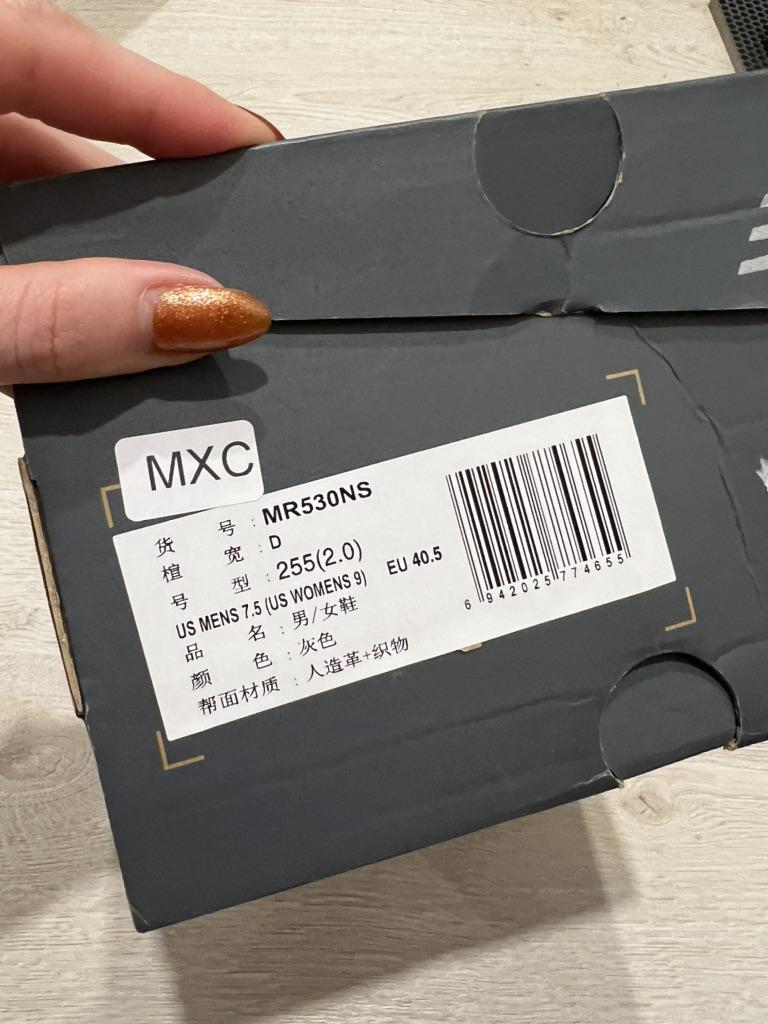 MXC
货号:MR530NS
楦宽:D
号型:255(2.0)
US MENS 7.5 (US WOMENS 9) EU 40.5
品名:男/女鞋
颜色:灰色
帮面材质:人造革+织物
6 942025 774655